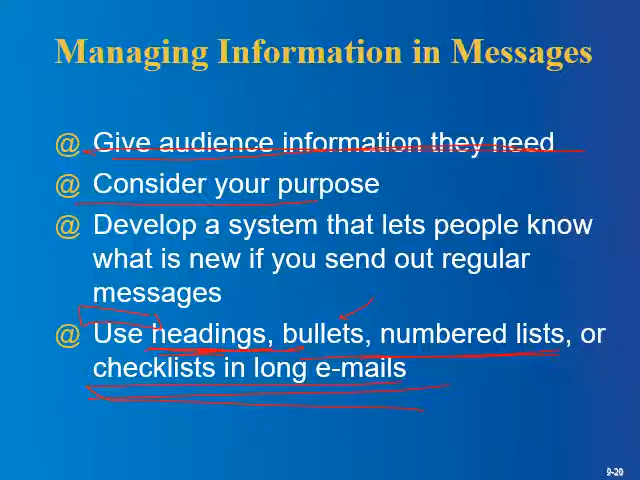 Managing Information in Messages
@ Give audience information they need
@ Consider your purpose
@ Develop a system that lets people know
what is new if you send out regular
messages
@ Use headings, bullets, numbered lists, or
checklists in long e-mails
9-20